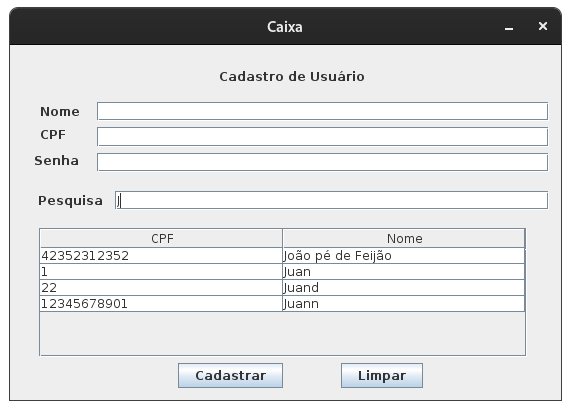 Caixa
Cadastro de Usuário
Nome
CPF
Senha
Pesquisa J
CPF Nome
42352312352 João pé de Feijão
1 Juan
22 Juand
12345678901 Juann
Cadastrar Limpar